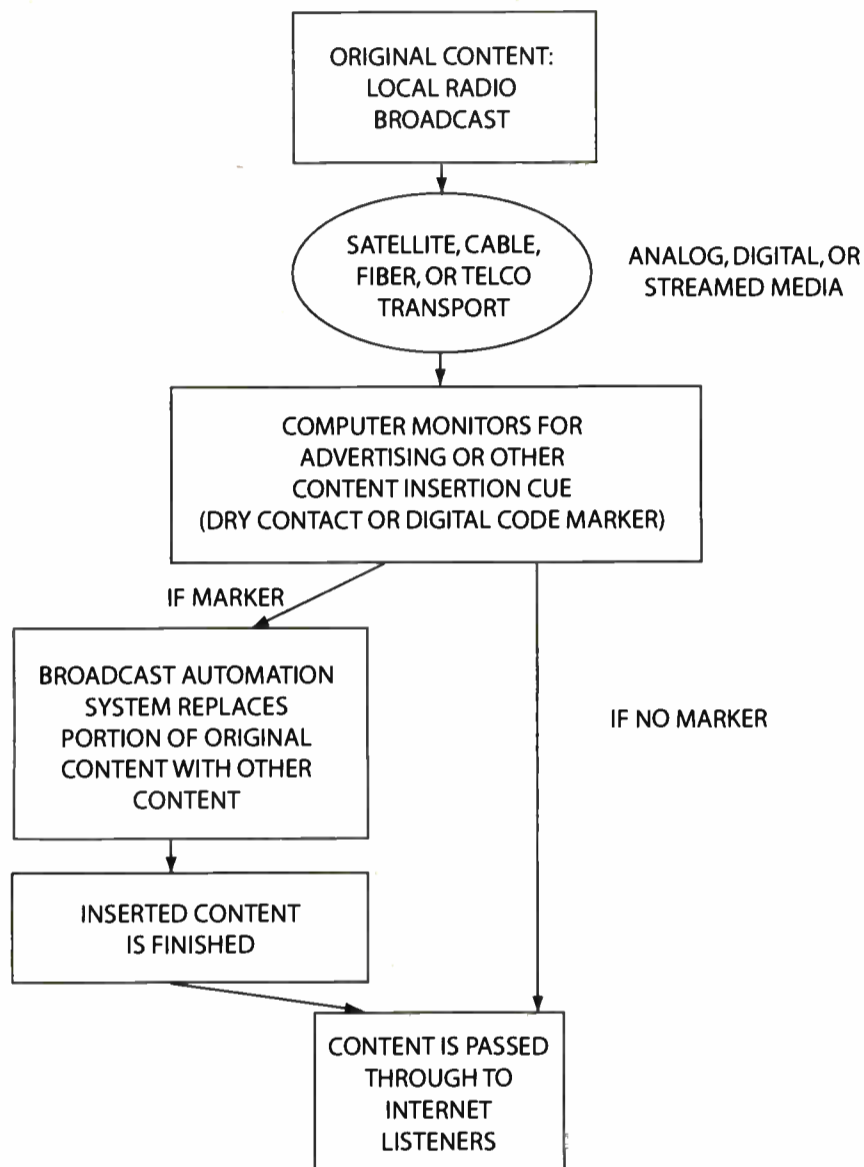 ORIGINAL CONTENT:
LOCAL RADIO
BROADCAST
SATELLITE, CABLE,
FIBER, OR TELCO
TRANSPORT
ANALOG, DIGITAL, OR
STREAMED MEDIA
COMPUTER MONITORS FOR
ADVERTISING OR OTHER
CONTENT INSERTION CUE
(DRY CONTACT OR DIGITAL CODE MARKER)
IF MARKER
BROADCAST AUTOMATION
SYSTEM REPLACES
PORTION OF ORIGINAL
CONTENT WITH OTHER
CONTENT
IF NO MARKER
INSERTED CONTENT
IS FINISHED
CONTENT IS PASSED
THROUGH TO
INTERNET
LISTENERS